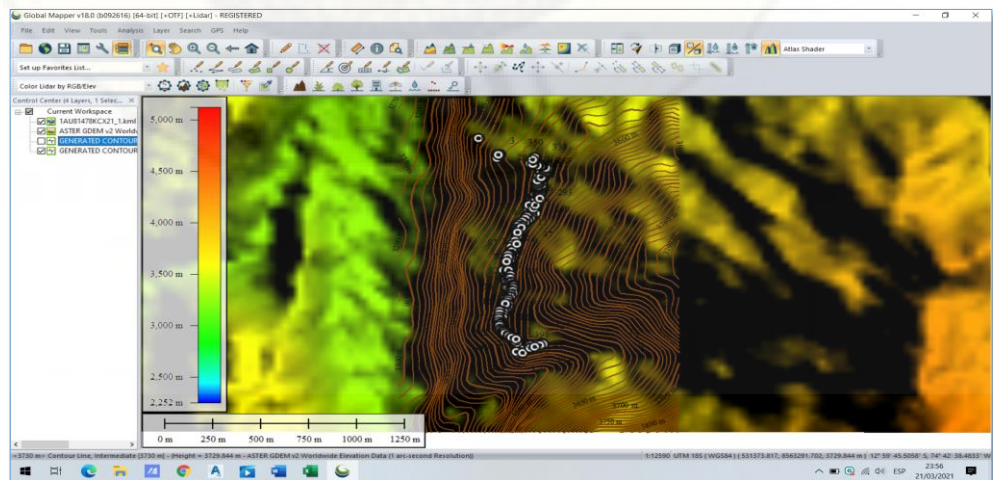 Global Mapper v18.0 (b092616) [64-bit] [+OTF] [+Lidar] - REGISTERED
File Edit View Tools Analysis Layer Search GPS Help
Atlas Shader
Set up Favorites List...
Color Lidar by RGB/Elev
Control Center (4 Layers, 1 Selec...
Current Workspace
1AU81478KCX21_1.kml
ASTER GDEM v2 Worldw
GENERATED CONTOUR
GENERATED CONTOUR
5,000 m
4,500 m
4,000 m
3,500 m
3,000 m
2,500 m
2,252 m
0 m 250 m 500 m 750 m 1000 m 1250 m
<3730 m> Contour Line, Intermediate [3730 m] - (Height = 3729.844 m - ASTER GDEM v2 Worldwide Elevation Data (1 arc-second Resolution))
1:12590 UTM 18S (WGS84) ( 531373.817, 8563291.702, 3729.844 m ) 12° 59' 45.5058" S, 74° 42' 38.4833" W
ESP
23:56
21/03/2021